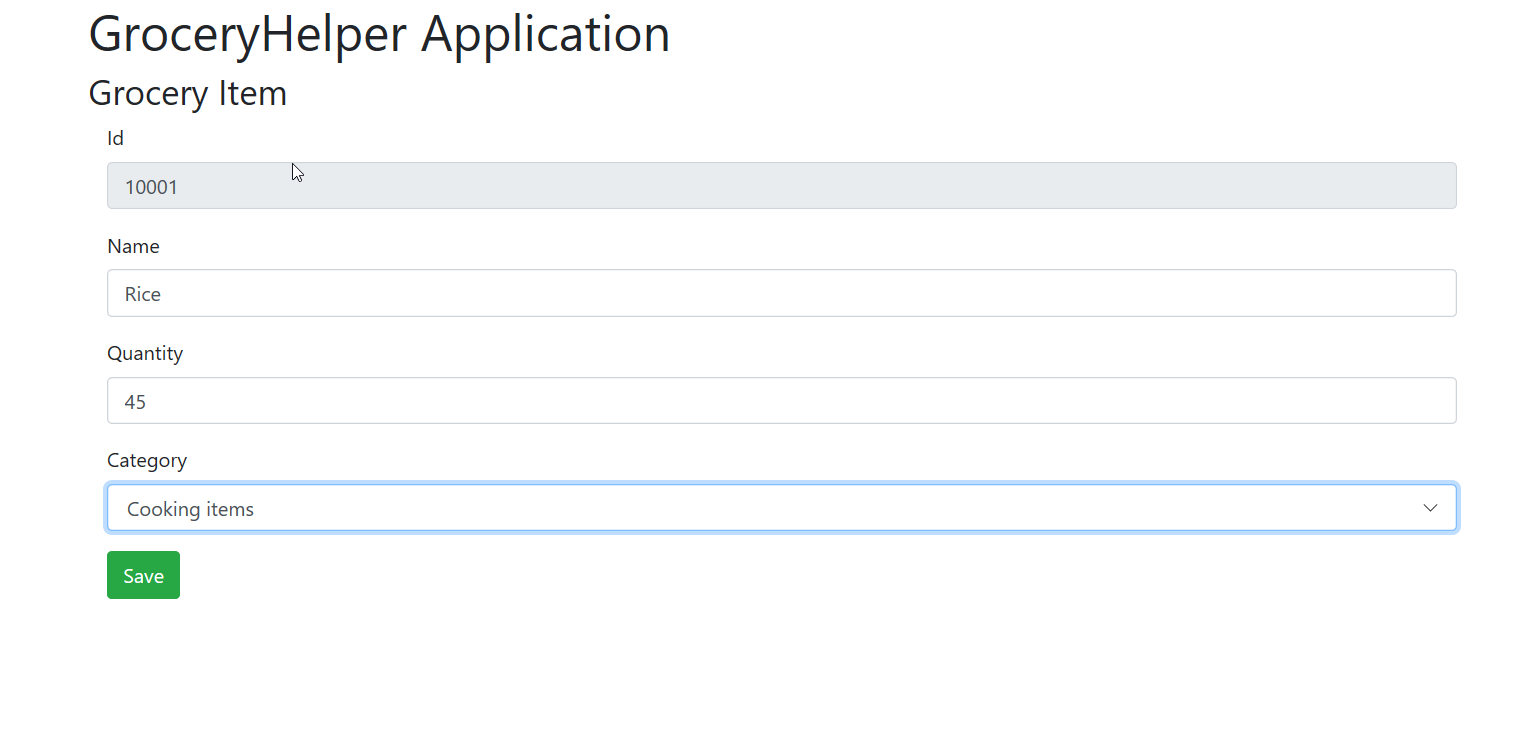 GroceryHelper Application
Grocery Item
Id
10001
Name
Rice
Quantity
45
Category
Cooking items
Save